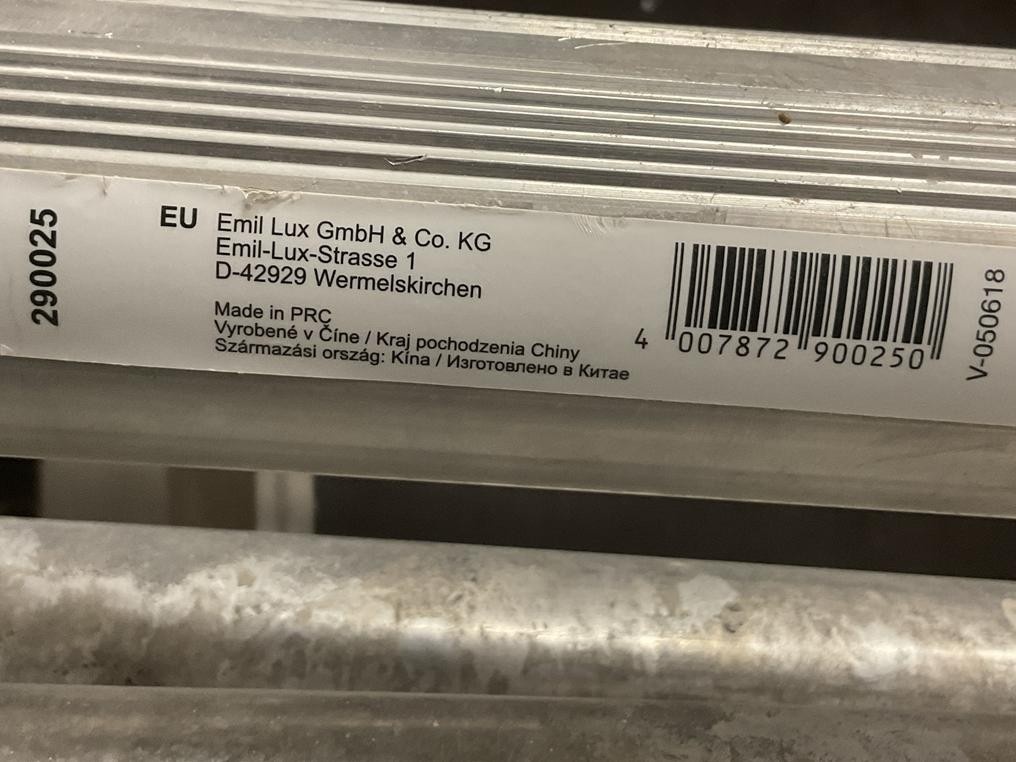 290025
EU Emil Lux GmbH & Co. KG
Emil-Lux-Strasse 1
D-42929 Wermelskirchen
Made in PRC
Vyrobené v Číne / Kraj pochodzenia Chiny
Származási ország: Kína / Изготовлено в Китае
4 007872 900250
V-050618